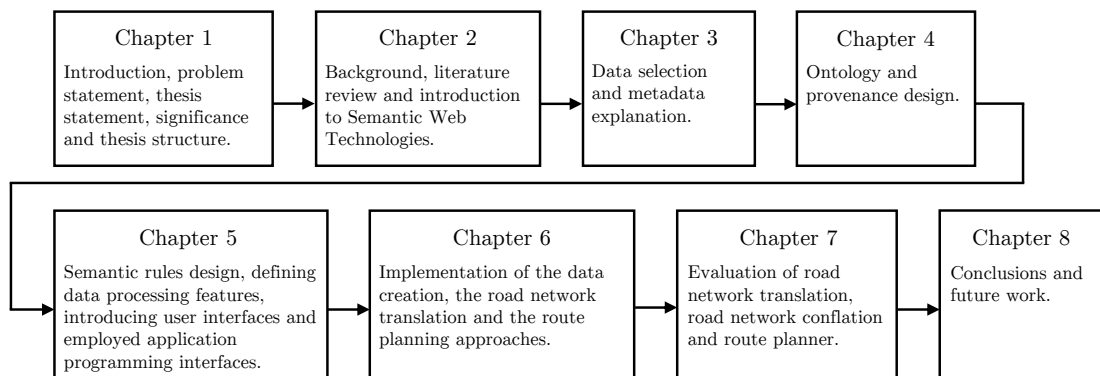 Chapter 1
Introduction, problem
statement, thesis
statement, significance
and thesis structure.
Chapter 2
Background, literature
review and introduction
to Semantic Web
Technologies.
Chapter 3
Data selection
and metadata
explanation.
Chapter 4
Ontology and
provenance design.
Chapter 5
Semantic rules design, defining
data processing features,
introducing user interfaces and
employed application
programming interfaces.
Chapter 6
Implementation of the data
creation, the road network
translation and the route
planning approaches.
Chapter 7
Evaluation of road
network translation,
road network conflation
and route planner.
Chapter 8
Conclusions and
future work.